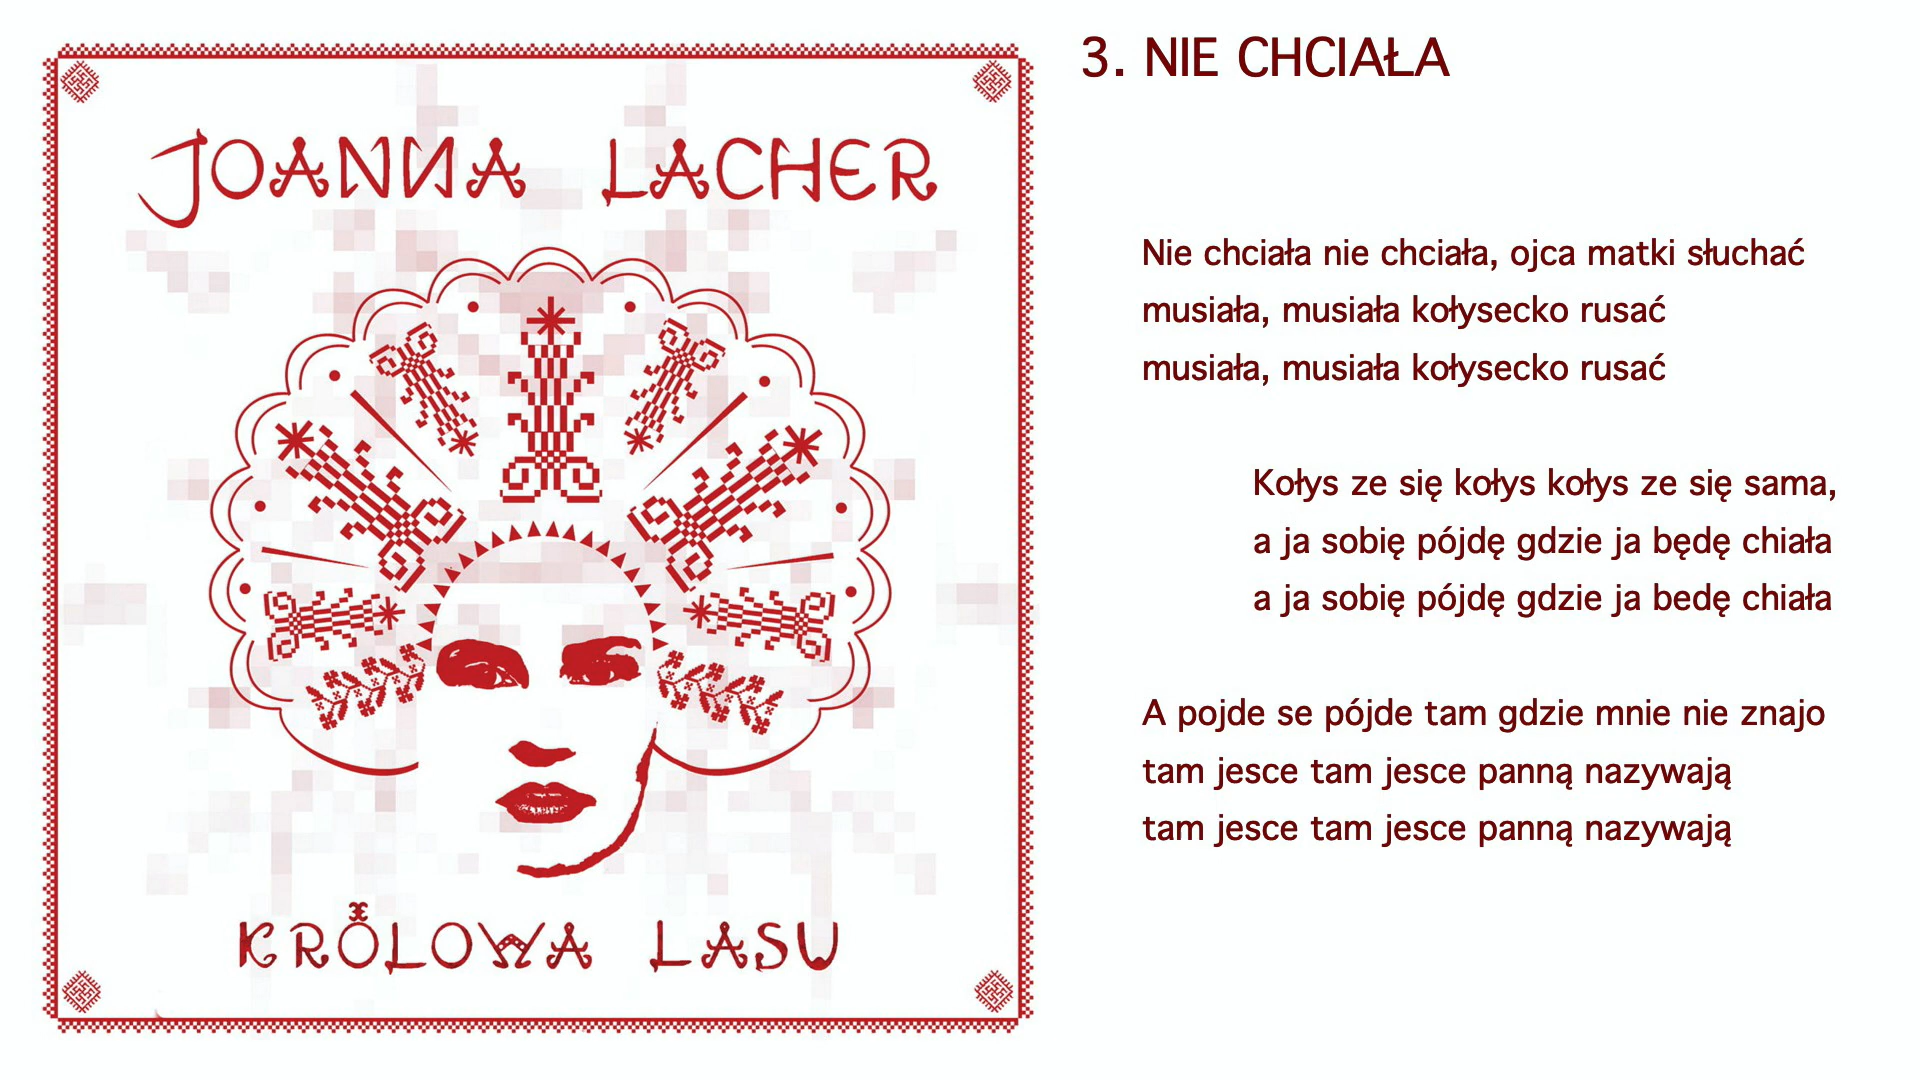 JOANNA LACHER
KRÓLOWA LASU
3. NIE CHCIAŁA
Nie chciała nie chciała, ojca matki słuchać
musiała, musiała kołysecko rusać
musiała, musiała kołysecko rusać
Kołys ze się kołys kołys ze się sama,
a ja sobię pójdę gdzie ja będę chiała
a ja sobię pójdę gdzie ja bedę chiała
A pojde se pójde tam gdzie mnie nie znajo
tam jesce tam jesce panną nazywają
tam jesce tam jesce panną nazywają